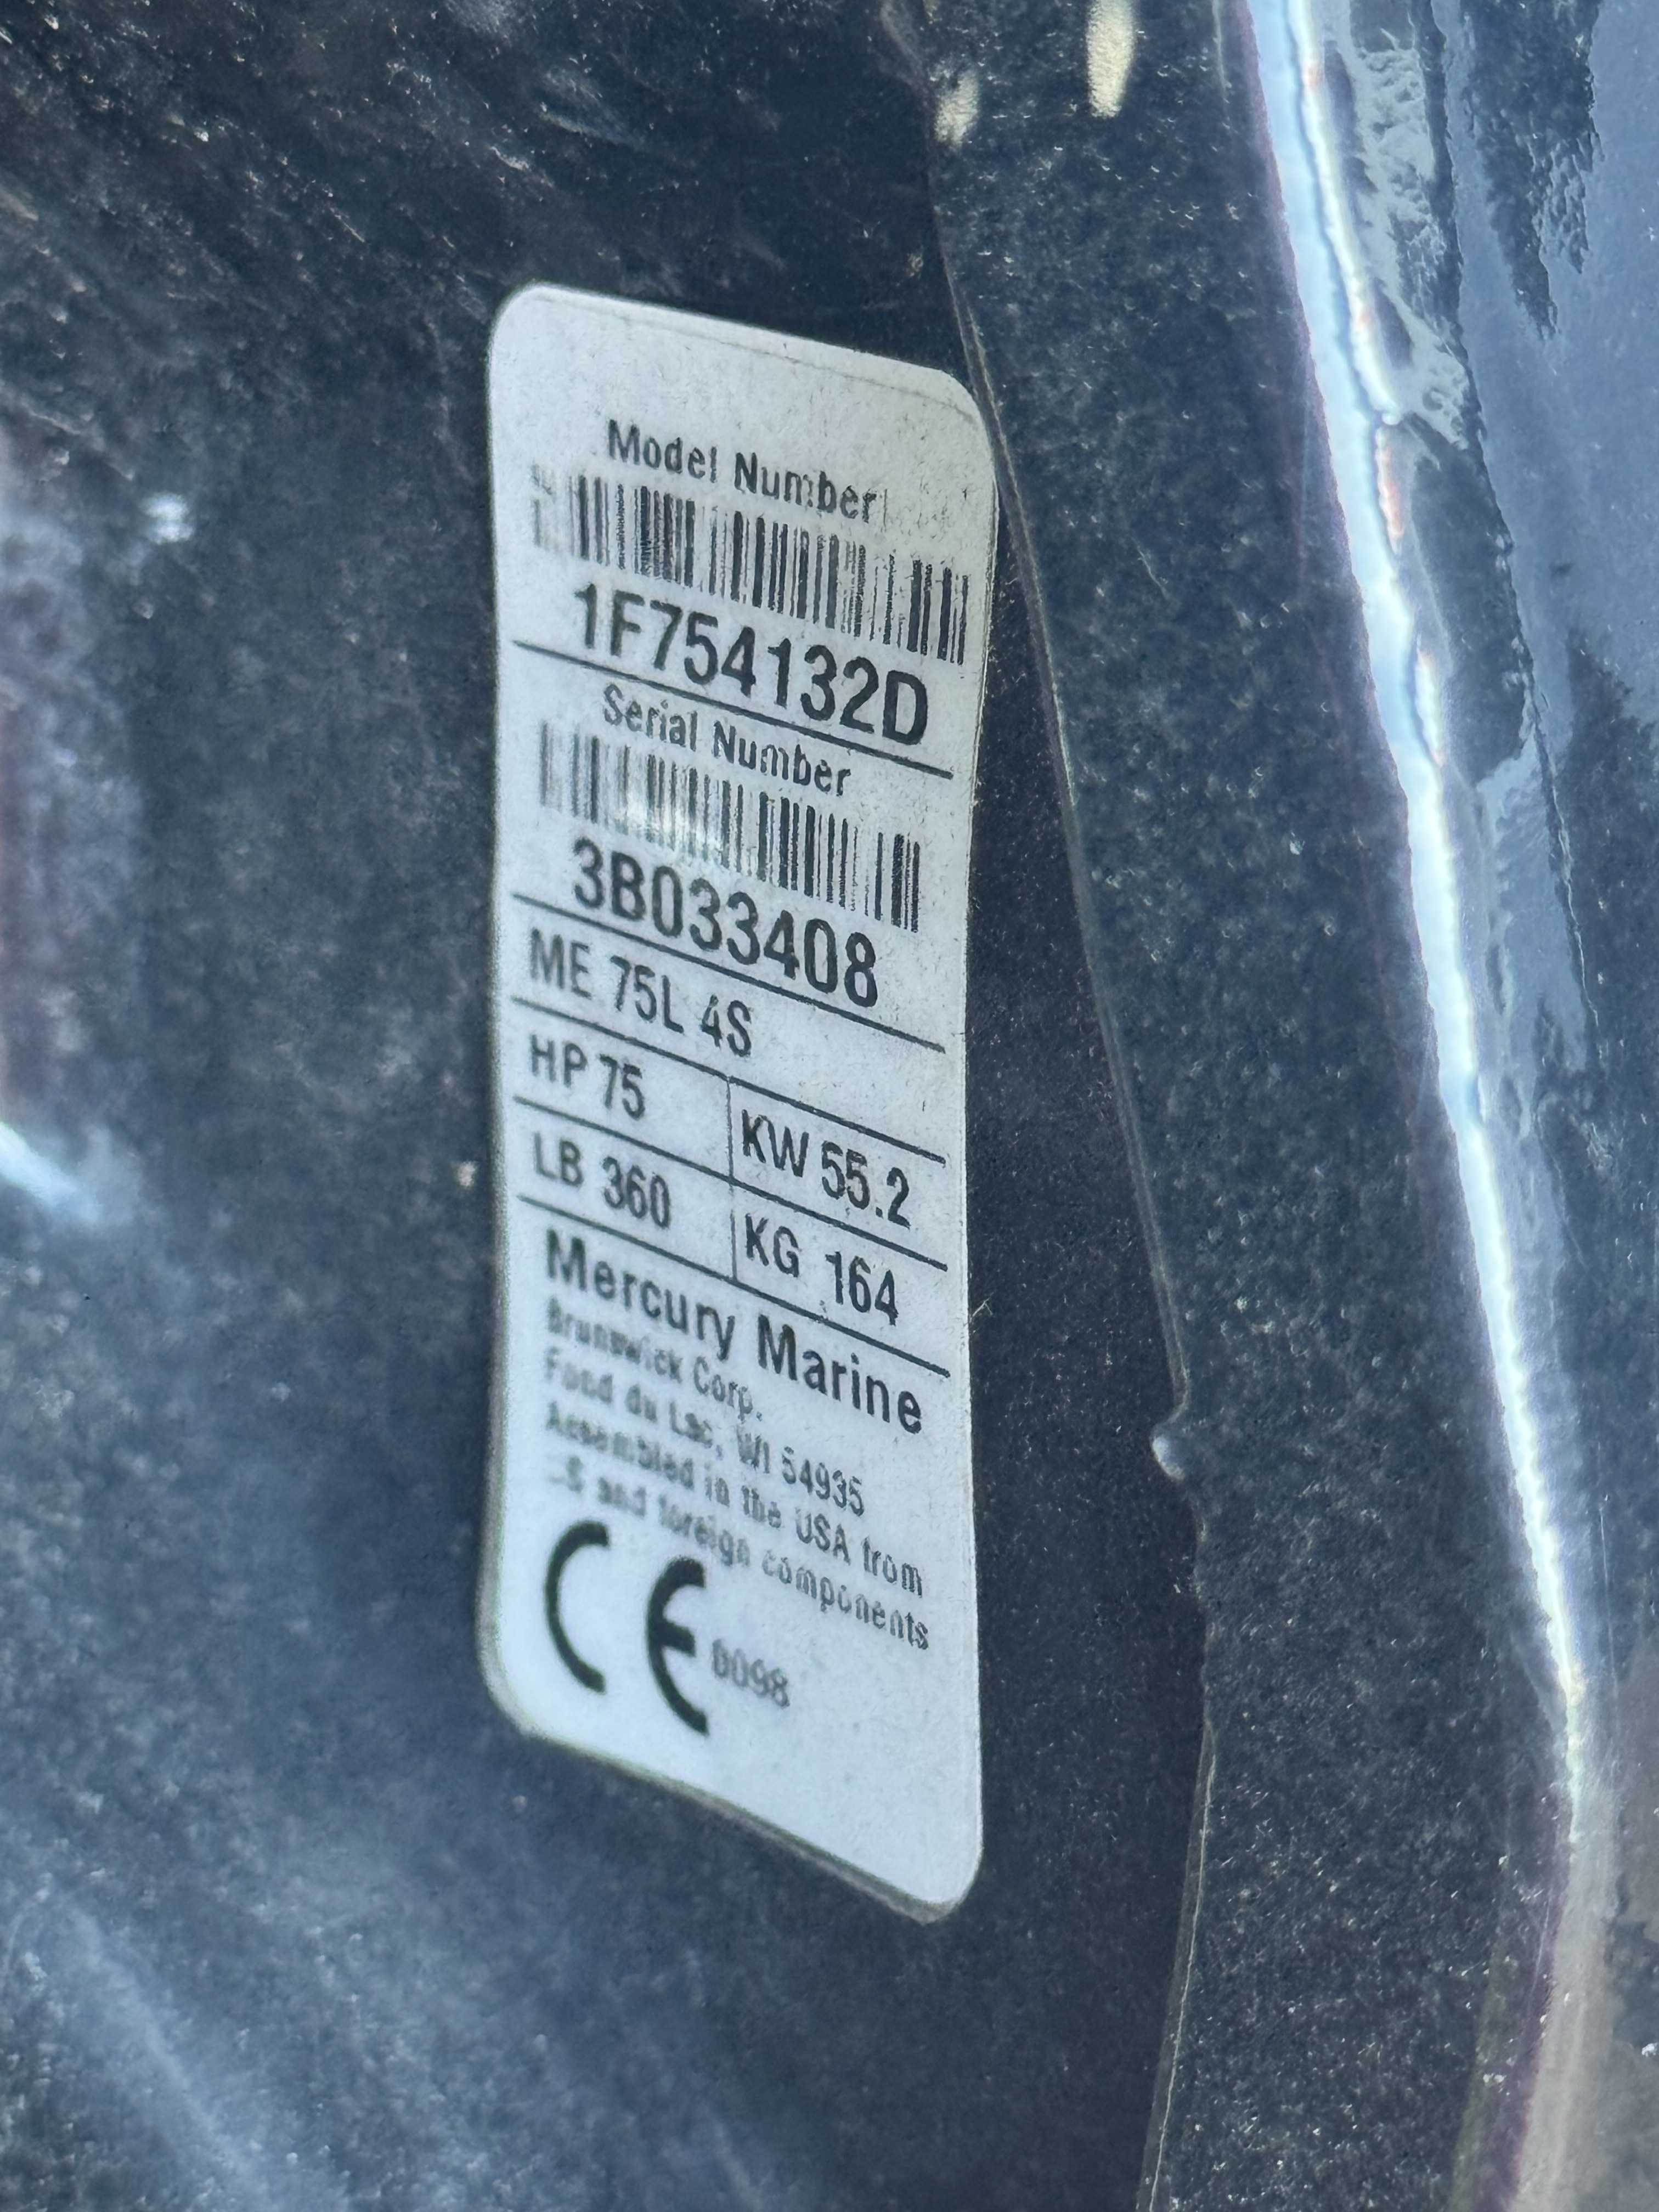 Model Number
1F754132D
Serial Number
3B033408
ME 75L 4S
HP 75
KW 55.2
LB 360
KG 164
Mercury Marine
Brunswick Corp.
Fond du Lac, WI 54935
Assembled in the USA from
and foreign components
CE 0098